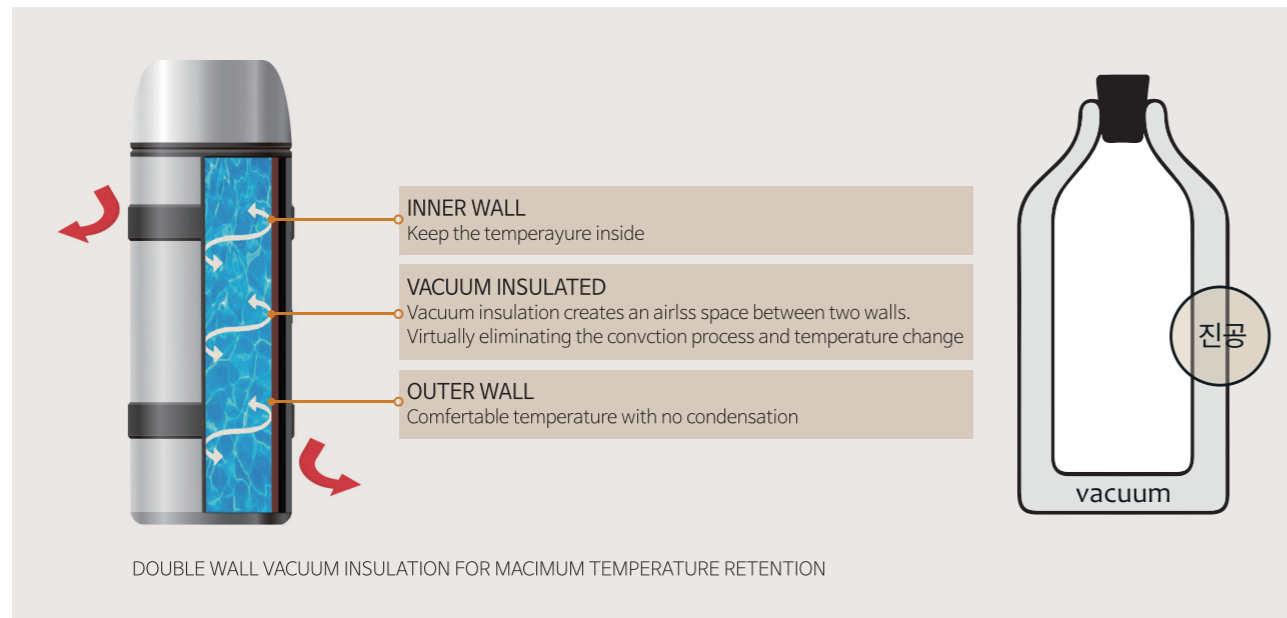 INNER WALL
Keep the temperayure inside
VACUUM INSULATED
Vacuum insulation creates an airlss space between two walls.
Virtually eliminating the convction process and temperature change
OUTER WALL
Comfertable temperature with no condensation
진공
vacuum
DOUBLE WALL VACUUM INSULATION FOR MACIMUM TEMPERATURE RETENTION